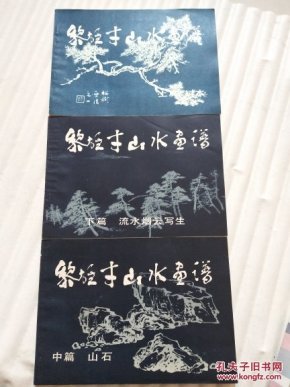 黎雄才山水画谱
黎雄才山水画谱
下篇 流水烟云写生
黎雄才山水画谱
中篇 山石
孔夫子旧书网